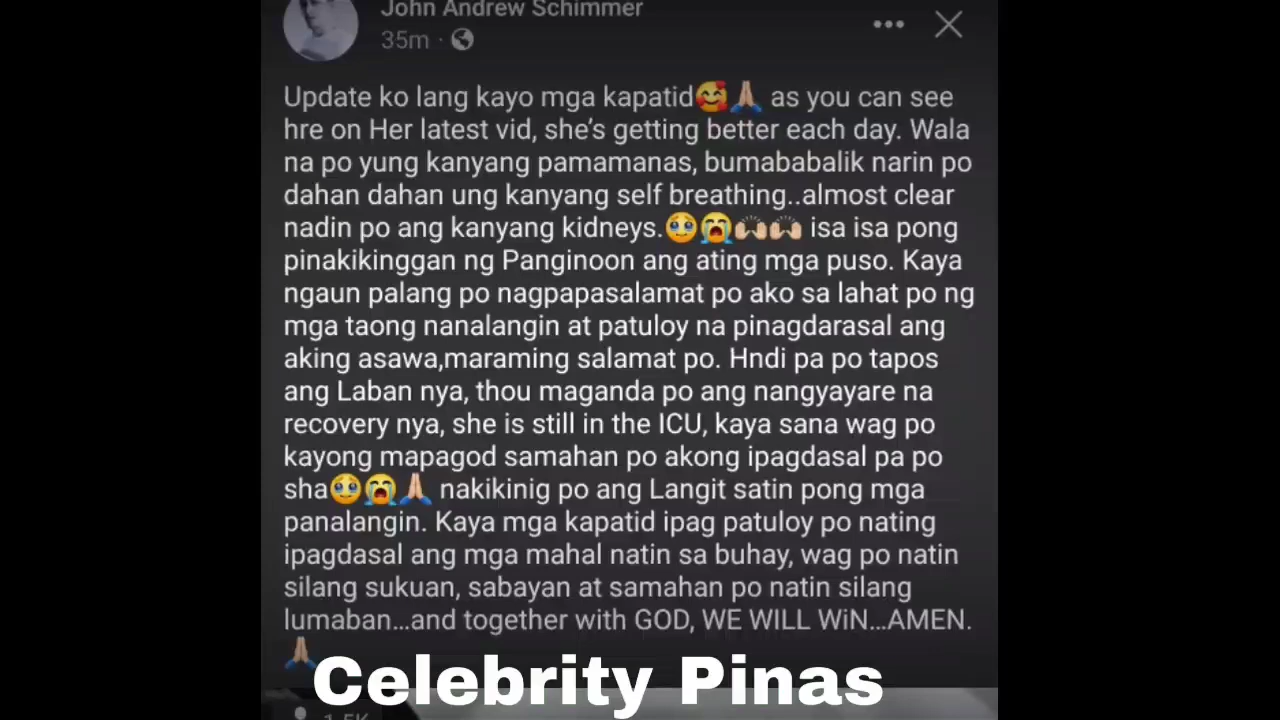 John Andrew Schimmer
35m ·
Update ko lang kayo mga kapatid🥰🙏🏼 as you can see
hre on Her latest vid, she's getting better each day. Wala
na po yung kanyang pamamanas, bumababalik narin po
dahan dahan ung kanyang self breathing..almost clear
nadin po ang kanyang kidneys.🥹😭🙌🏼🙌🏼 isa isa pong
pinakikinggan ng Panginoon ang ating mga puso. Kaya
ngaun palang po nagpapasalamat po ako sa lahat po ng
mga taong nanalangin at patuloy na pinagdarasal ang
aking asawa,maraming salamat po. Hndi pa po tapos
ang Laban nya, thou maganda po ang nangyayare na
recovery nya, she is still in the ICU, kaya sana wag po
kayong mapagod samahan po akong ipagdasal pa po
sha🥹😭🙏🏼 nakikinig po ang Langit satin pong mga
panalangin. Kaya mga kapatid ipag patuloy po nating
ipagdasal ang mga mahal natin sa buhay, wag po natin
silang sukuan, sabayan at samahan po natin silang
lumaban...and together with GOD, WE WILL WiN...AMEN.
🙏🏼
Celebrity Pinas
1.5K